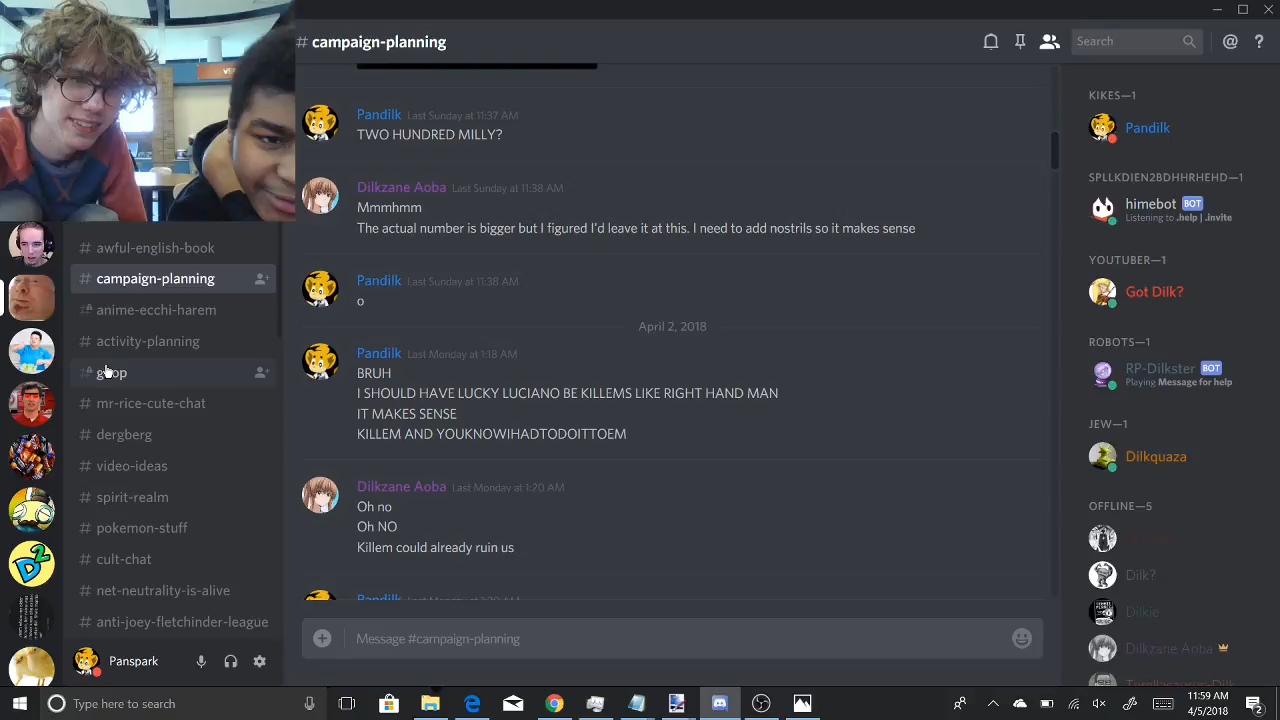 # campaign-planning
Search
@
?
Pandilk Last Sunday at 11:37 AM
TWO HUNDRED MILLY?
Dilkzane Aoba Last Sunday at 11:38 AM
Mmmhmm
The actual number is bigger but I figured I'd leave it at this. I need to add nostrils so it makes sense
Pandilk Last Sunday at 11:38 AM
o
April 2, 2018
Pandilk Last Monday at 1:18 AM
BRUH
I SHOULD HAVE LUCKY LUCIANO BE KILLEMS LIKE RIGHT HAND MAN
IT MAKES SENSE
KILLEM AND YOUKNOWIHADTODOITTOEM
Dilkzane Aoba Last Monday at 1:20 AM
Oh no
Oh NO
Killem could already ruin us
Message #campaign-planning
# awful-english-book
# campaign-planning
# anime-ecchi-harem
# activity-planning
# mr-rice-cute-chat
# dergberg
# video-ideas
# spirit-realm
# pokemon-stuff
# cult-chat
# net-neutrality-is-alive
# anti-joey-fletchinder-league
D2
Panspark
KIKES—1
Pandilk
SPLLKDIEN2BDHHRHEHD—1
himebot BOT
Listening to .help | .invite
YOUTUBER—1
Got Dilk?
ROBOTS—1
RP-Dilkster BOT
Playing Message for help
JEW—1
Dilkquaza
OFFLINE—5
Dilk?
Dilkie
Dilkzane Aoba
Type here to search
11:59 AM
4/5/2018
2